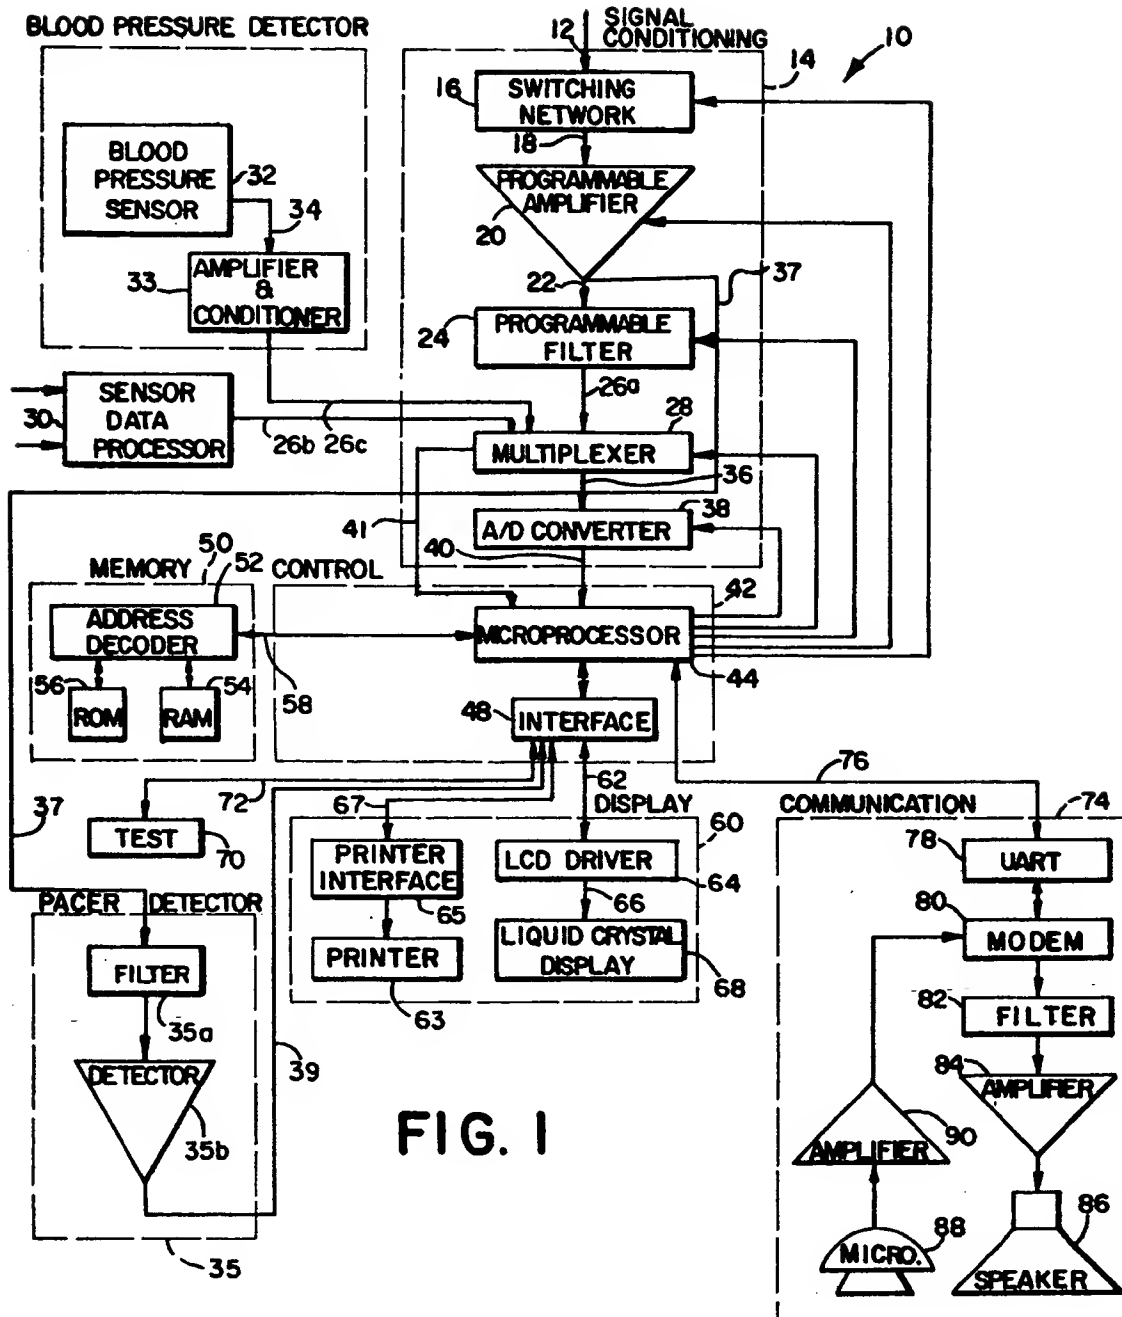 BLOOD PRESSURE DETECTOR
12
SIGNAL
CONDITIONING
10
14
16
SWITCHING
NETWORK
18
BLOOD
PRESSURE
SENSOR
32
34
PROGRAMMABLE
AMPLIFIER
20
22
37
33
AMPLIFIER
&
CONDITIONER
24
PROGRAMMABLE
FILTER
26a
30
SENSOR
DATA
PROCESSOR
26b
26c
28
MULTIPLEXER
36
41
38
A/D CONVERTER
40
MEMORY
50
CONTROL
42
52
ADDRESS
DECODER
MICROPROCESSOR
44
56
ROM
54
RAM
58
48
INTERFACE
37
72
TEST
70
67
62
DISPLAY
60
76
COMMUNICATION
74
PRINTER
INTERFACE
65
LCD DRIVER
64
66
78
UART
80
MODEM
PACER DETECTOR
FILTER
35a
PRINTER
63
LIQUID CRYSTAL
DISPLAY
68
82
FILTER
39
DETECTOR
35b
84
AMPLIFIER
FIG. 1
AMPLIFIER
90
35
MICRO.
88
86
SPEAKER